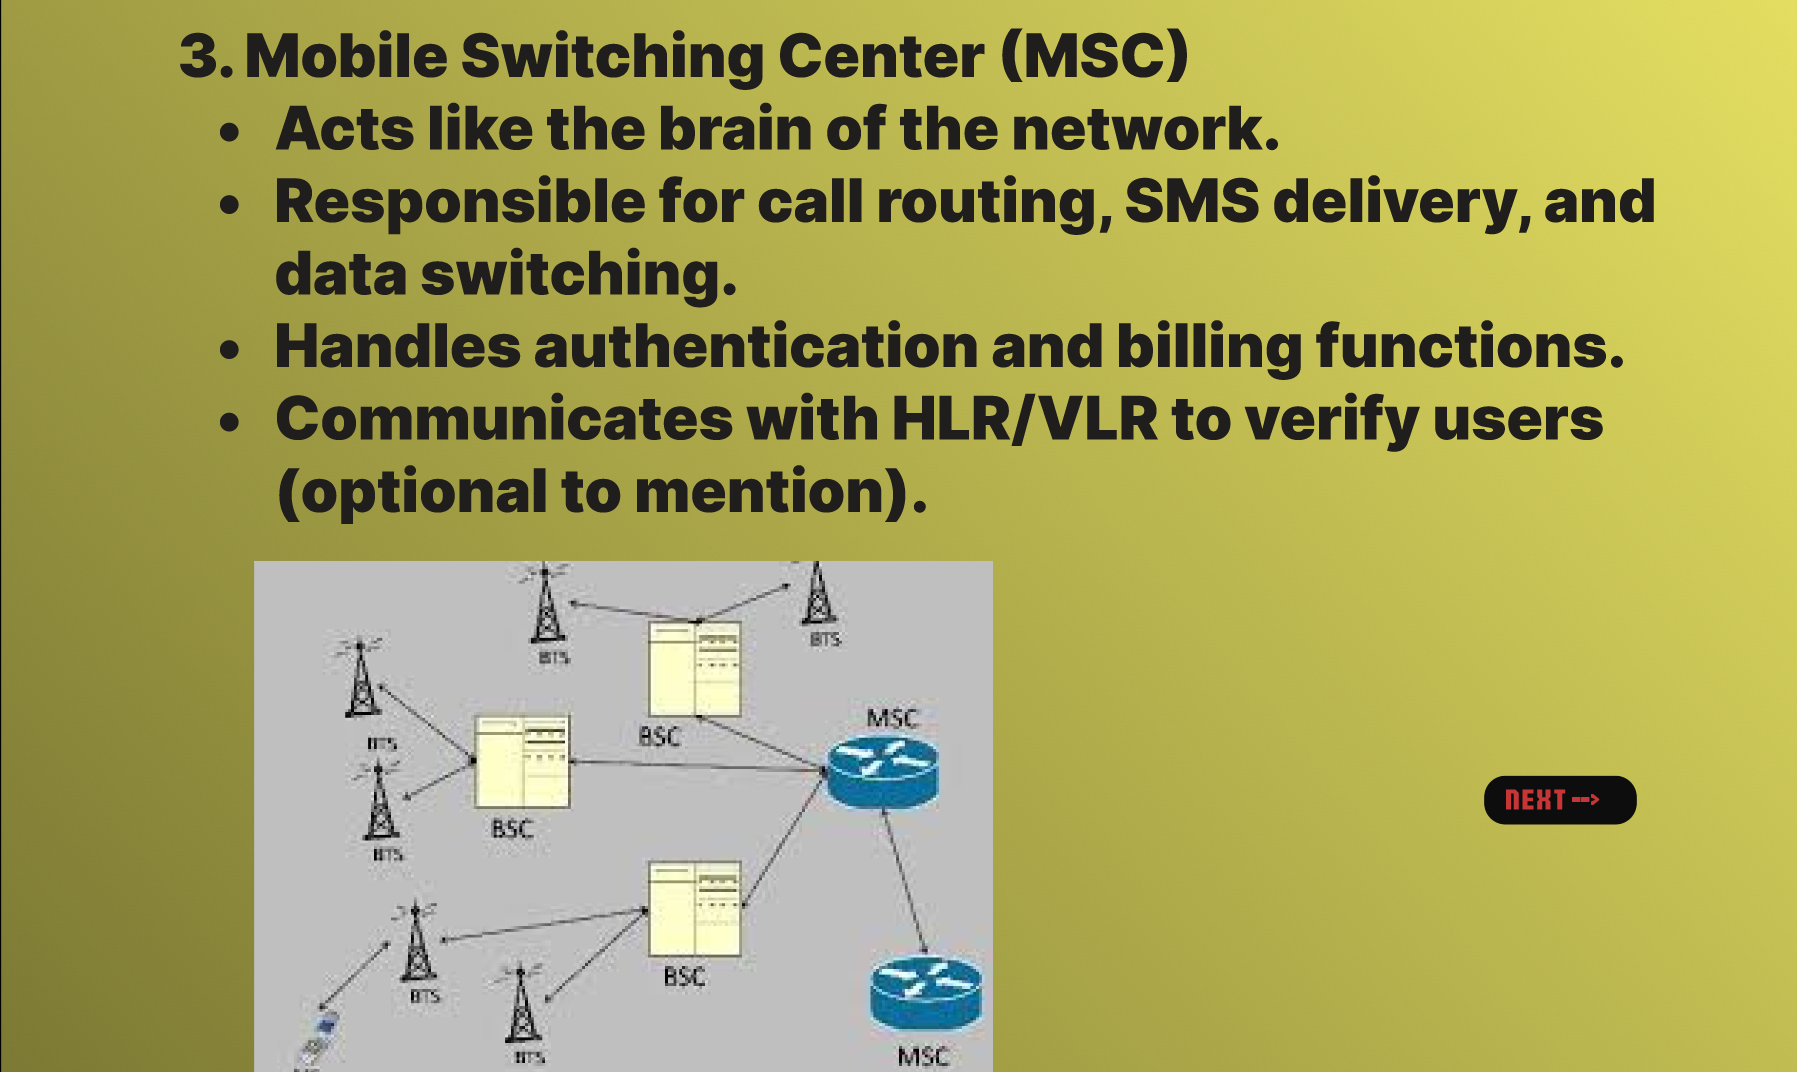 3. Mobile Switching Center (MSC)
• Acts like the brain of the network.
• Responsible for call routing, SMS delivery, and
data switching.
• Handles authentication and billing functions.
• Communicates with HLR/VLR to verify users
(optional to mention).
BTS
BTS
BSC
MSC
BTS
BSC
BTS
NEXT -->
BSC
BTS
BTS
MSC